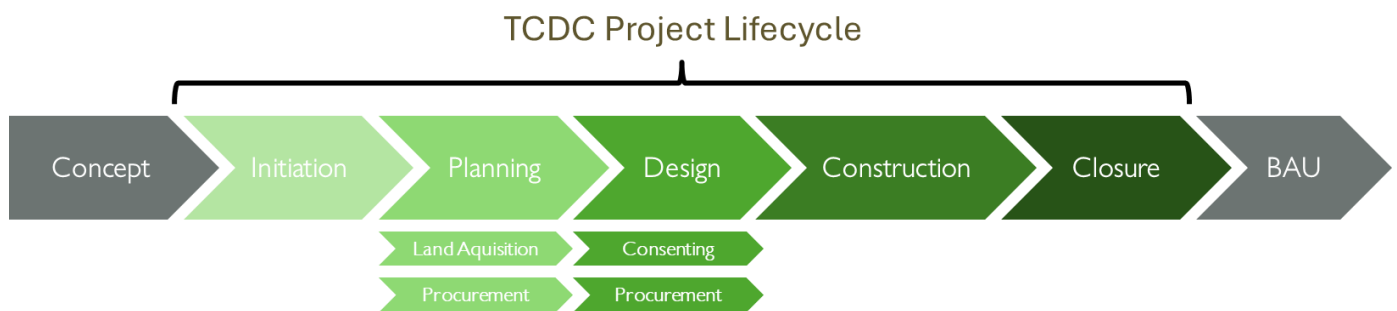 TCDC Project Lifecycle
Concept
Initiation
Planning
Design
Construction
Closure
BAU
Land Aquisition
Consenting
Procurement
Procurement